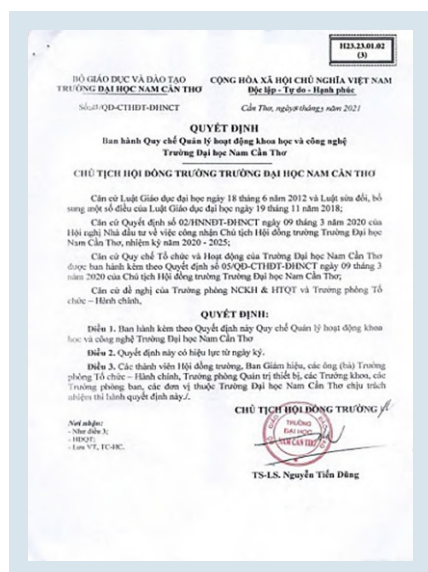 H23.23.01.02
(3)
BỘ GIÁO DỤC VÀ ĐÀO TẠO
TRƯỜNG ĐẠI HỌC NAM CẦN THƠ
CỘNG HÒA XÃ HỘI CHỦ NGHĨA VIỆT NAM
Độc lập - Tự do - Hạnh phúc
/QĐ-CTHĐT-ĐHNCT
Cần Thơ, ngày tháng 5 năm 2021
QUYẾT ĐỊNH
Ban hành Quy chế Quản lý hoạt động khoa học và công nghệ
Trường Đại học Nam Cần Thơ
CHỦ TỊCH HỘI ĐỒNG TRƯỜNG TRƯỜNG ĐẠI HỌC NAM CẦN THƠ
Căn cứ Luật Giáo dục đại học ngày 18 tháng 6 năm 2012 và Luật sửa đổi, bổ
sung một số điều của Luật Giáo dục đại học ngày 19 tháng 11 năm 2018;
Căn cứ Quyết định số 02/HNNĐT-ĐHNCT ngày 09 tháng 3 năm 2020 của
Hội nghị Nhà đầu tư về việc công nhận Chủ Tịch Hội đồng trường Trường Đại học
Nam Cần Thơ, nhiệm kỳ năm 2020 - 2025;
Căn cứ Quy chế Tổ chức và Hoạt động của Trường Đại học Nam Cần Thơ
được ban hành kèm theo Quyết định số 05/QĐ-CTHĐT-ĐHNCT ngày 09 tháng 3
năm 2020 của Chủ tịch Hội đồng trường Trường Đại học Nam Cần Thơ;
Căn cứ đề nghị của Trưởng phòng NCKH & HTQT và Trưởng phòng Tổ
chức – Hành chính,
QUYẾT ĐỊNH:
Điều 1. Ban hành kèm theo Quyết định này Quy chế Quản lý hoạt động khoa
học và công nghệ Trường Đại học Nam Cần Thơ
Điều 2. Quyết định này có hiệu lực từ ngày ký.
Điều 3. Các thành viên Hội đồng trường, Ban Giám hiệu, các ông (bà) Trưởng
phòng Tổ chức – Hành chính, Trưởng phòng Quản trị thiết bị, các Trưởng khoa, các
Trưởng phòng ban, các đơn vị thuộc Trường Đại học Nam Cần Thơ chịu trách
nhiệm thi hành quyết định này./.
CHỦ TỊCH HỘI ĐỒNG TRƯỜNG
Nơi nhận:
- Như điều 3;
- HĐQT;
- Lưu VT, TC-HC.
TRƯỜNG
ĐẠI HỌC
NAM CẦN THƠ
TS-LS. Nguyễn Tiến Dũng